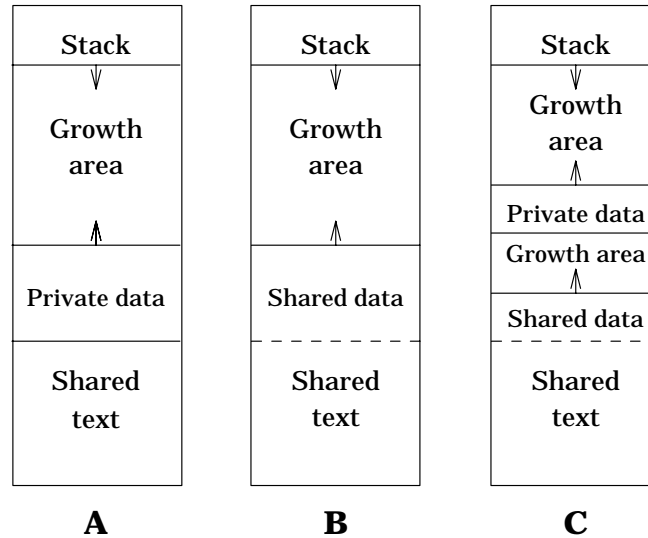 Stack
Growth
area
Private data
Shared
text
A
Stack
Growth
area
Shared data
Shared
text
B
Stack
Growth
area
Private data
Growth area
Shared data
Shared
text
C